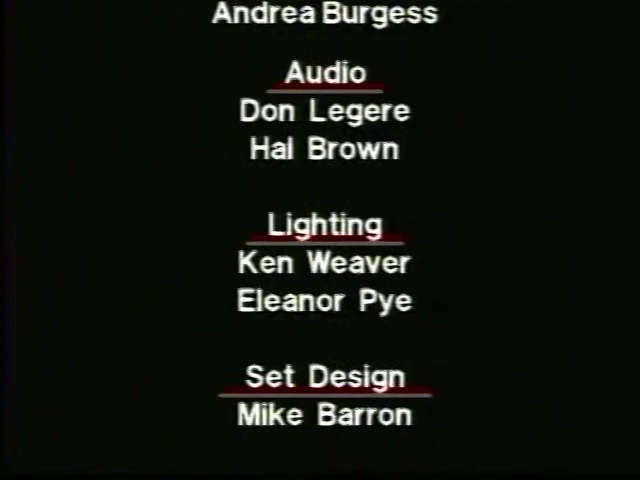 Andrea Burgess
Audio
Don Legere
Hal Brown
Lighting
Ken Weaver
Eleanor Pye
Set Design
Mike Barron